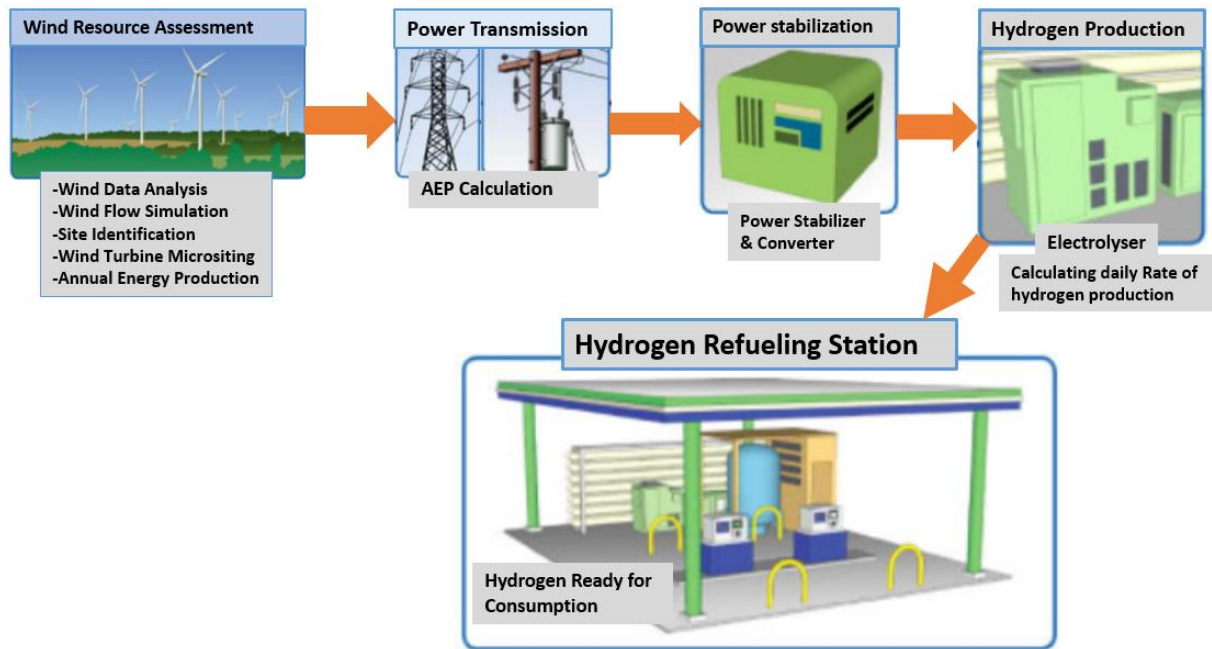 Wind Resource Assessment
Power Transmission
Power stabilization
Hydrogen Production
-Wind Data Analysis
-Wind Flow Simulation
-Site Identification
-Wind Turbine Micrositing
-Annual Energy Production
AEP Calculation
Power Stabilizer
& Converter
Electrolyser
Calculating daily Rate of
hydrogen production
Hydrogen Refueling Station
Hydrogen Ready for
Consumption